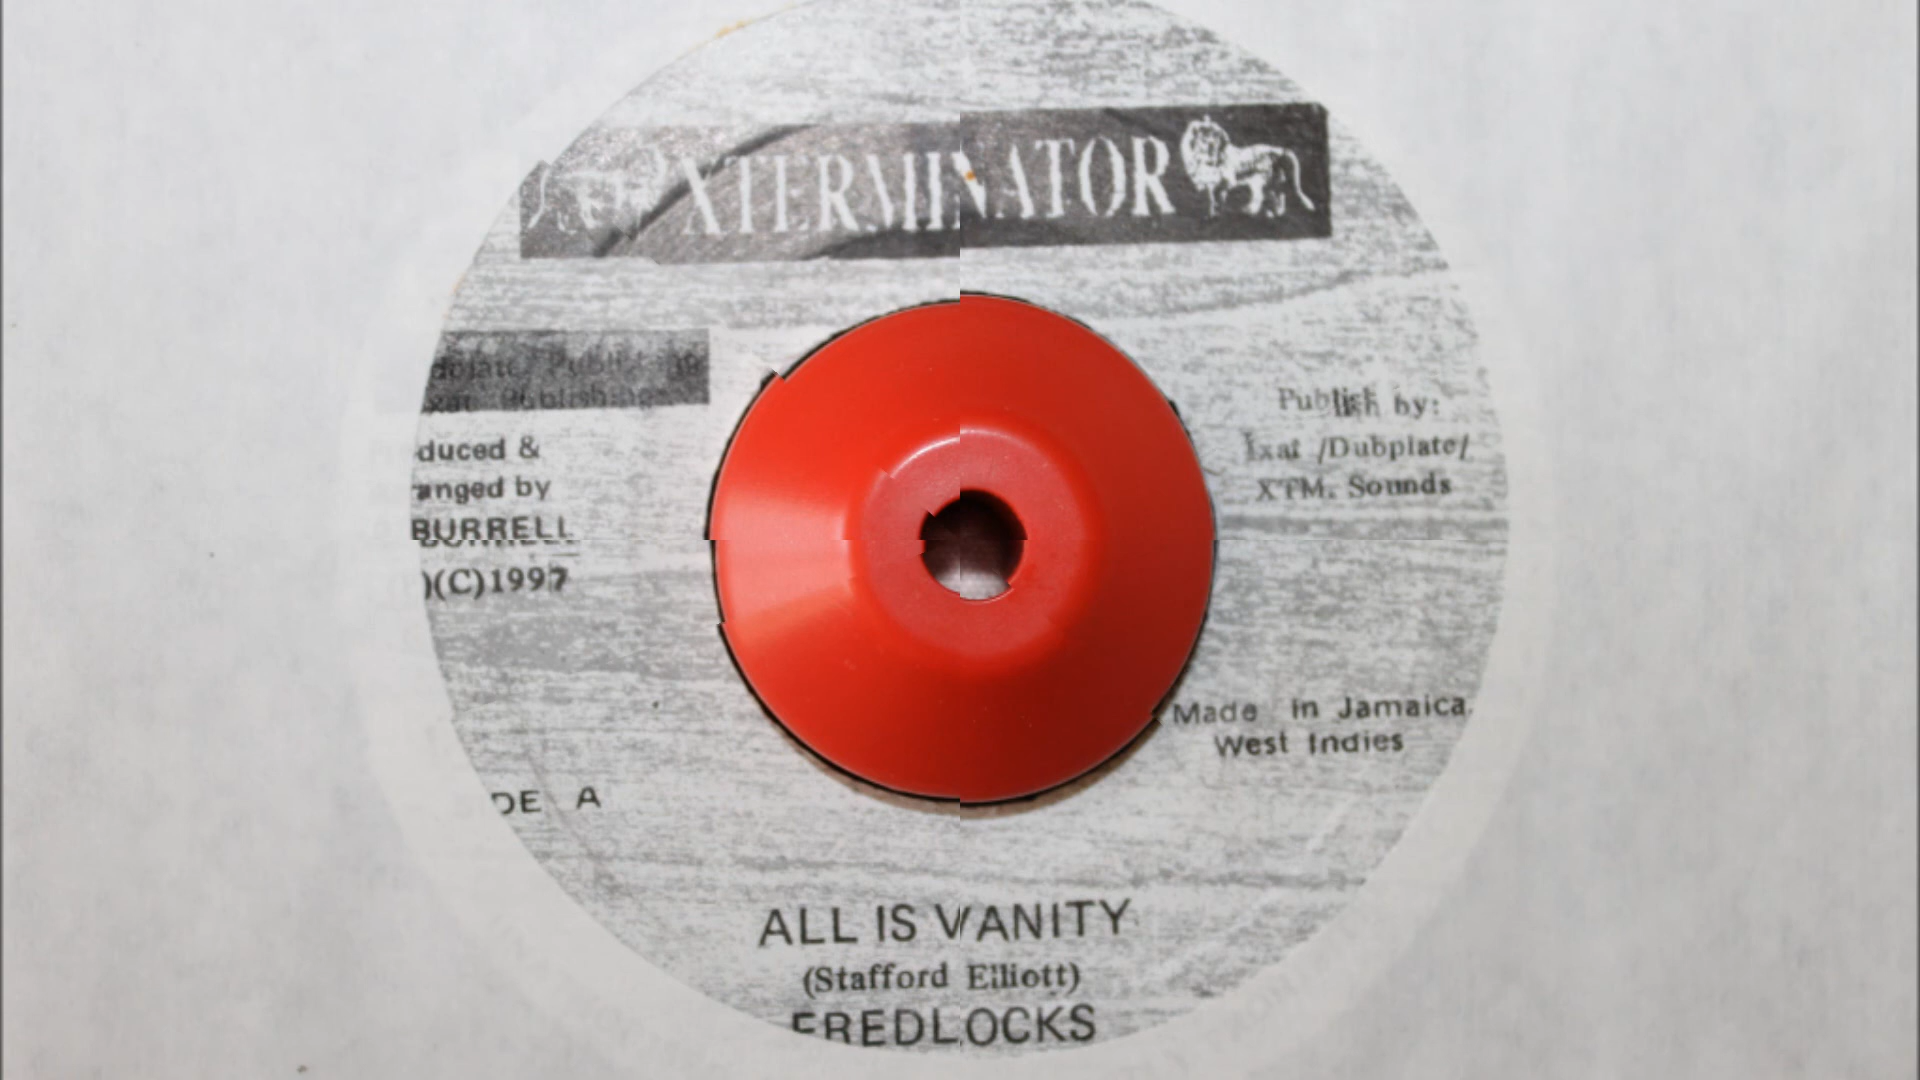 XTERMINATOR
duced &
anged by
BURRELL
)(C)1997
Publish by:
Ixat /Dubplate/
XTM. Sounds
Made in Jamaica.
West Indies
DE A
ALL IS VANITY
(Stafford Elliott)
FREDLOCKS